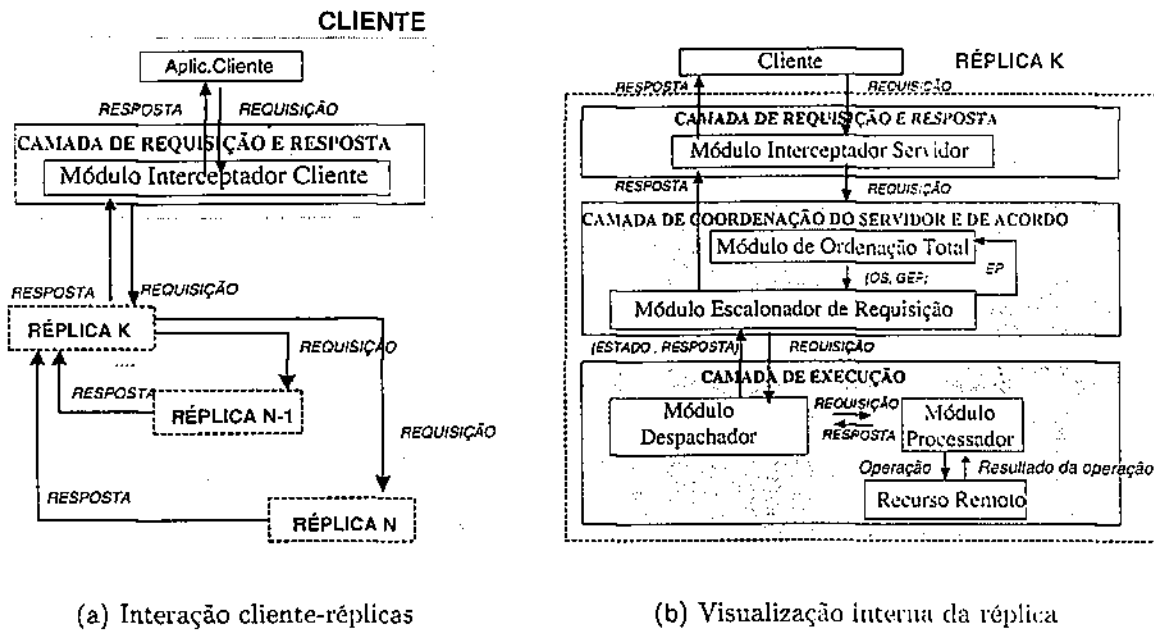 CLIENTE
Aplic.Cliente
RESPOSTA
REQUISIÇÃO
CAMADA DE REQUISIÇÃO E RESPOSTA
Módulo Interceptador Cliente
RESPOSTA
REQUISIÇÃO
RÉPLICA K
.....
REQUISIÇÃO
RESPOSTA
RÉPLICA N-1
REQUISIÇÃO
RESPOSTA
RÉPLICA N
(a) Interação cliente-réplicas
Cliente
RÉPLICA K
RESPOSTA
REQUISIÇÃO
CAMADA DE REQUISIÇÃO E RESPOSTA
Módulo Interceptador Servidor
RESPOSTA
REQUISIÇÃO
CAMADA DE COORDENAÇÃO DO SERVIDOR E DE ACORDO
Módulo de Ordenação Total
(OS, GEP)
EP
Módulo Escalonador de Requisição
(ESTADO , RESPOSTA)
REQUISIÇÃO
CAMADA DE EXECUÇÃO
Módulo
Despachador
REQUISIÇÃO
RESPOSTA
Módulo
Processador
Operação
Resultado da operação
Recurso Remoto
(b) Visualização interna da réplica